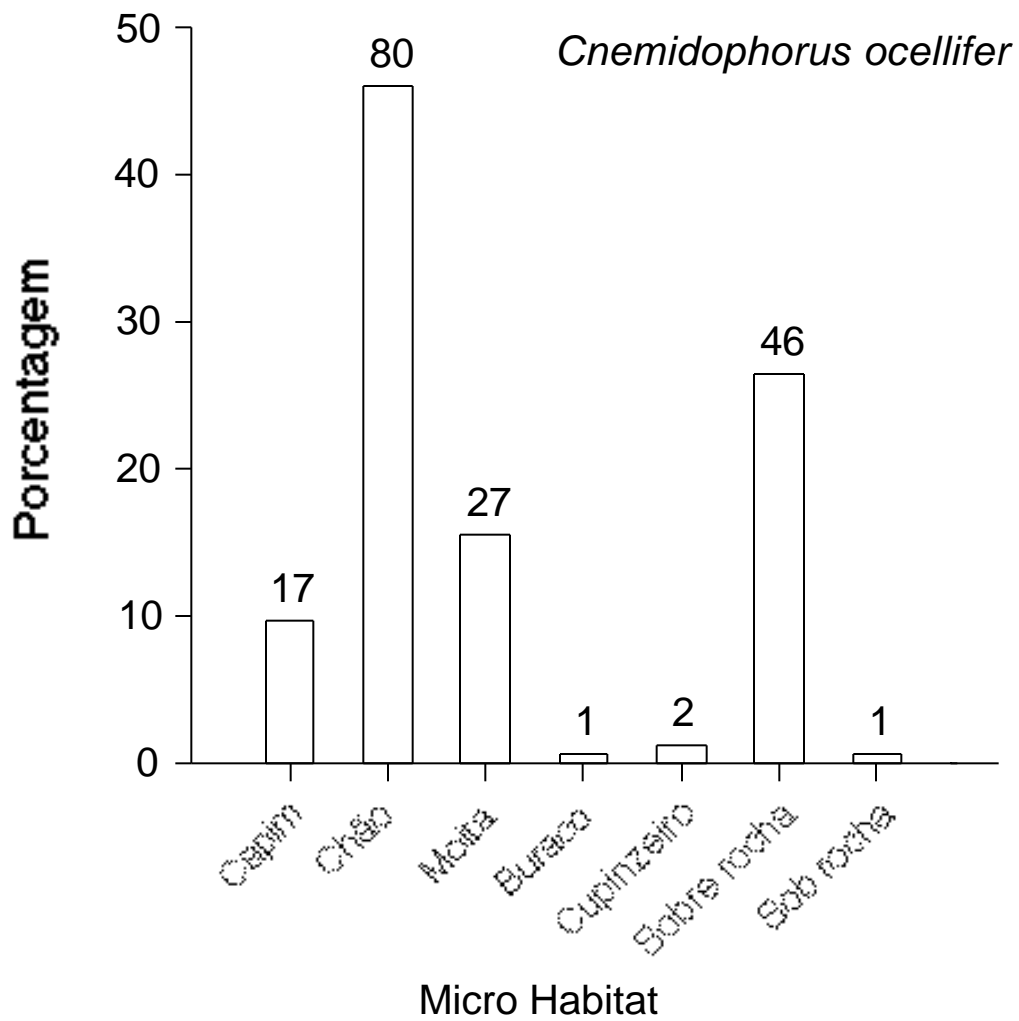 Cnemidophorus ocellifer
Porcentagem
50
40
30
20
10
0
17
80
27
1
2
46
1
Capim
Chão
Moita
Buraco
Cupinzeiro
Sobre rocha
Sob rocha
Micro Habitat